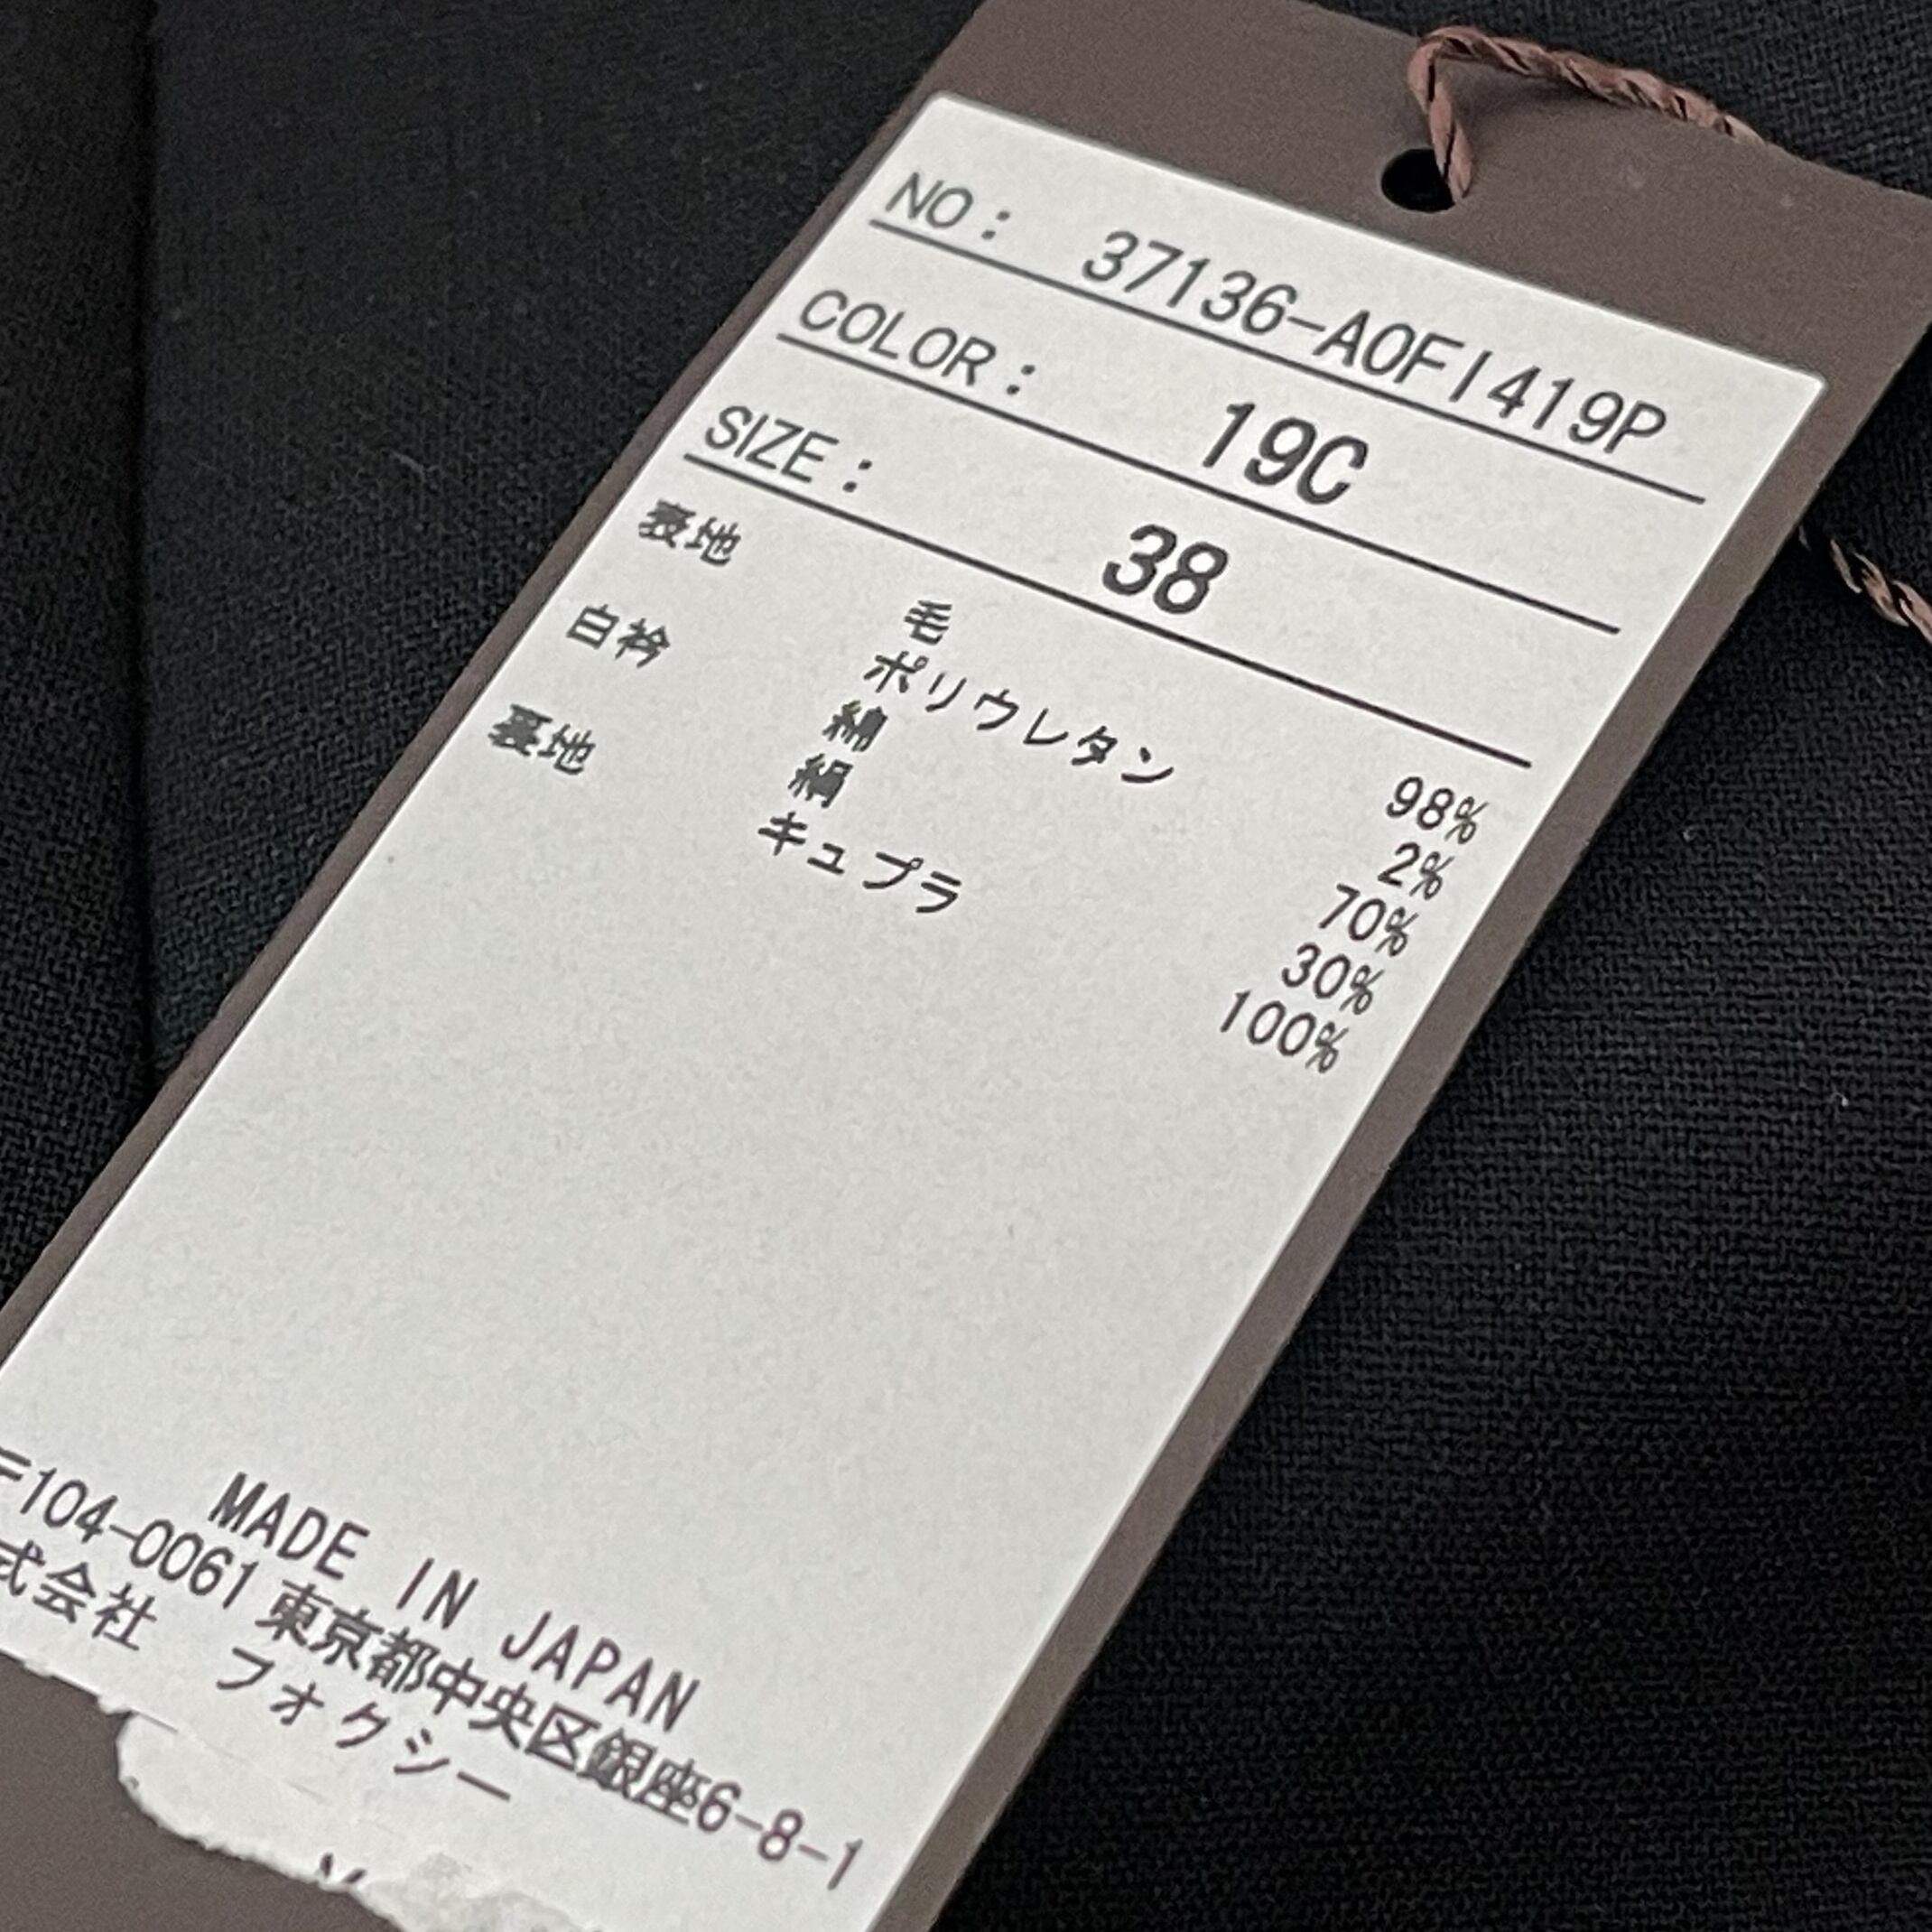 NO： 37136-A0FI419P
COLOR： 19C
SIZE： 38
表地 毛 98%
ポリウレタン 2%
白衿 綿 70%
絹 30%
裏地 キュプラ 100%
MADE IN JAPAN
〒104-0061 東京都中央区銀座6-8-1
式会社 フォクシー